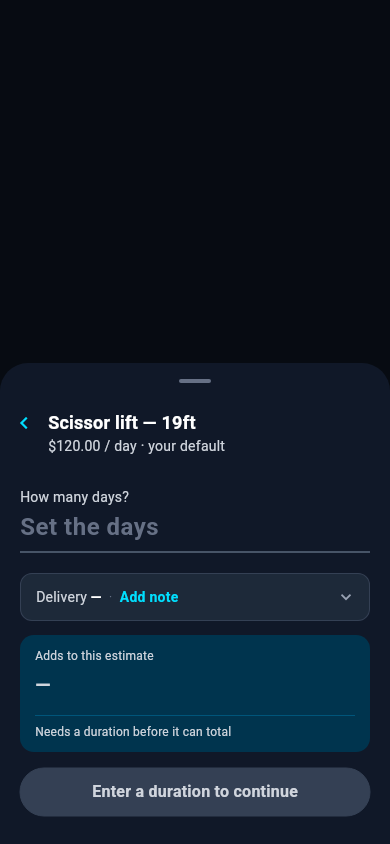 Scissor lift — 19ft
$120.00 / day · your default
How many days?
Set the days
Delivery — · Add note
Adds to this estimate
—
Needs a duration before it can total
Enter a duration to continue